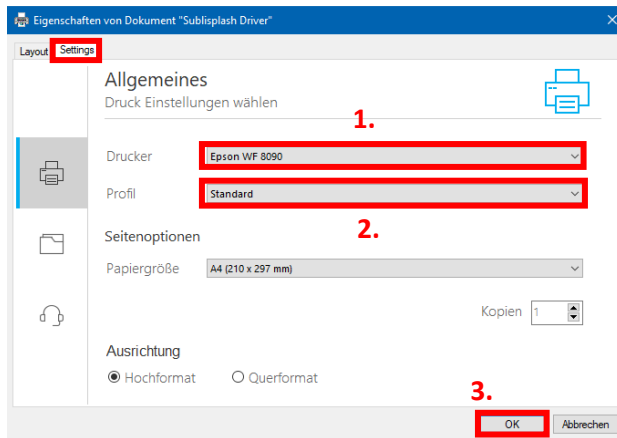 Eigenschaften von Dokument "Sublisplash Driver"
Layout Settings
Allgemeines
Druck Einstellungen wählen
1.
Drucker Epson WF 8090
Profil Standard
2.
Seitenoptionen
Papiergröße A4 (210 x 297 mm)
Kopien 1
Ausrichtung
Hochformat Querformat
3.
OK Abbrechen